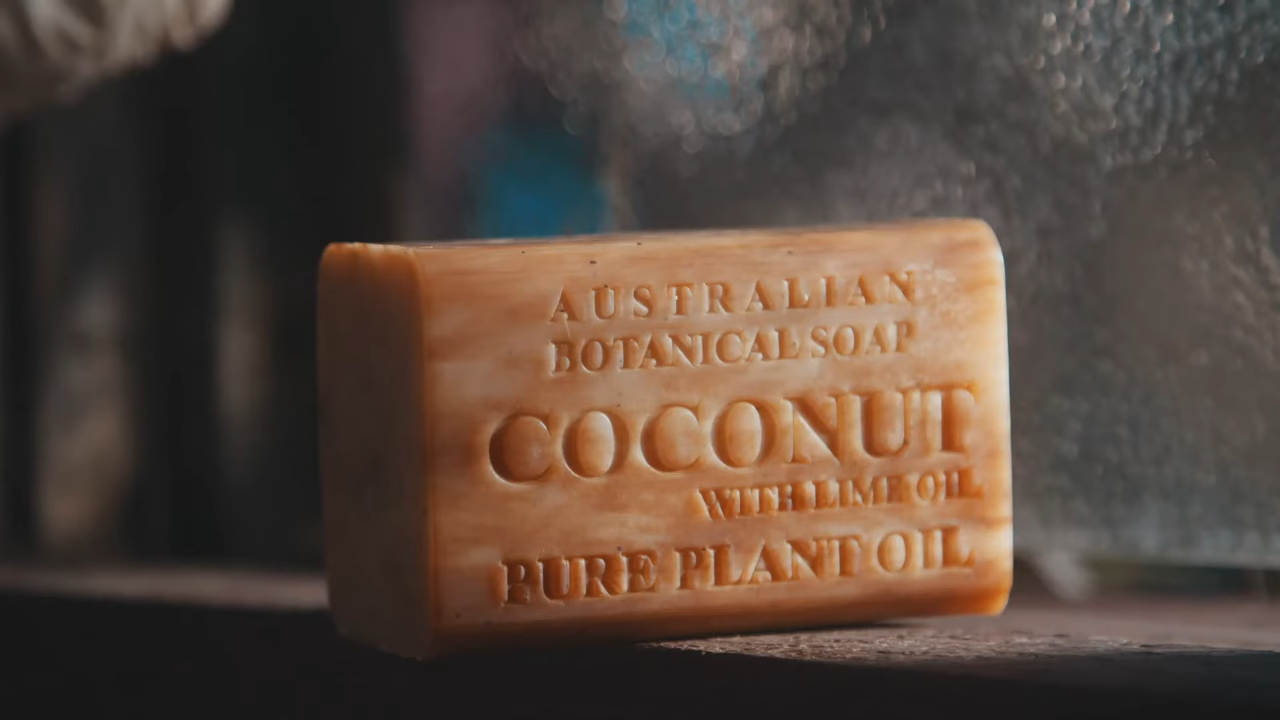 AUSTRALIAN
BOTANICAL SOAP
COCONUT
WITH LIME OIL
PURE PLANT OIL